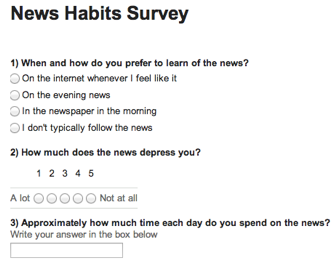 News Habits Survey
1) When and how do you prefer to learn of the news?
On the internet whenever I feel like it
On the evening news
In the newspaper in the morning
I don't typically follow the news
2) How much does the news depress you?
1 2 3 4 5
A lot Not at all
3) Approximately how much time each day do you spend on the news?
Write your answer in the box below